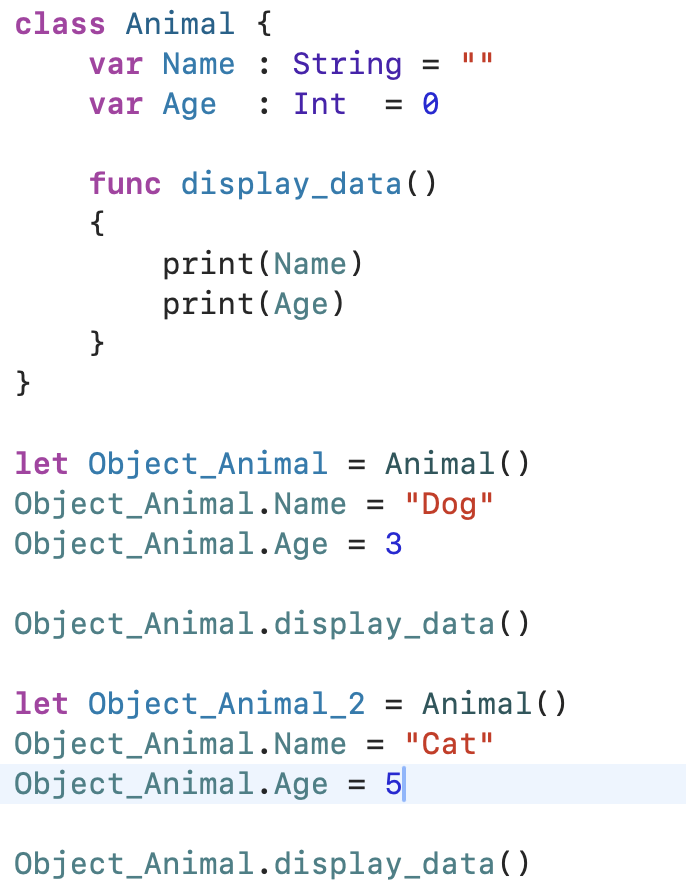 class Animal {
    var Name : String = ""
    var Age  : Int  = 0

    func display_data()
    {
        print(Name)
        print(Age)
    }
}

let Object_Animal = Animal()
Object_Animal.Name = "Dog"
Object_Animal.Age = 3

Object_Animal.display_data()

let Object_Animal_2 = Animal()
Object_Animal.Name = "Cat"
Object_Animal.Age = 5

Object_Animal.display_data()